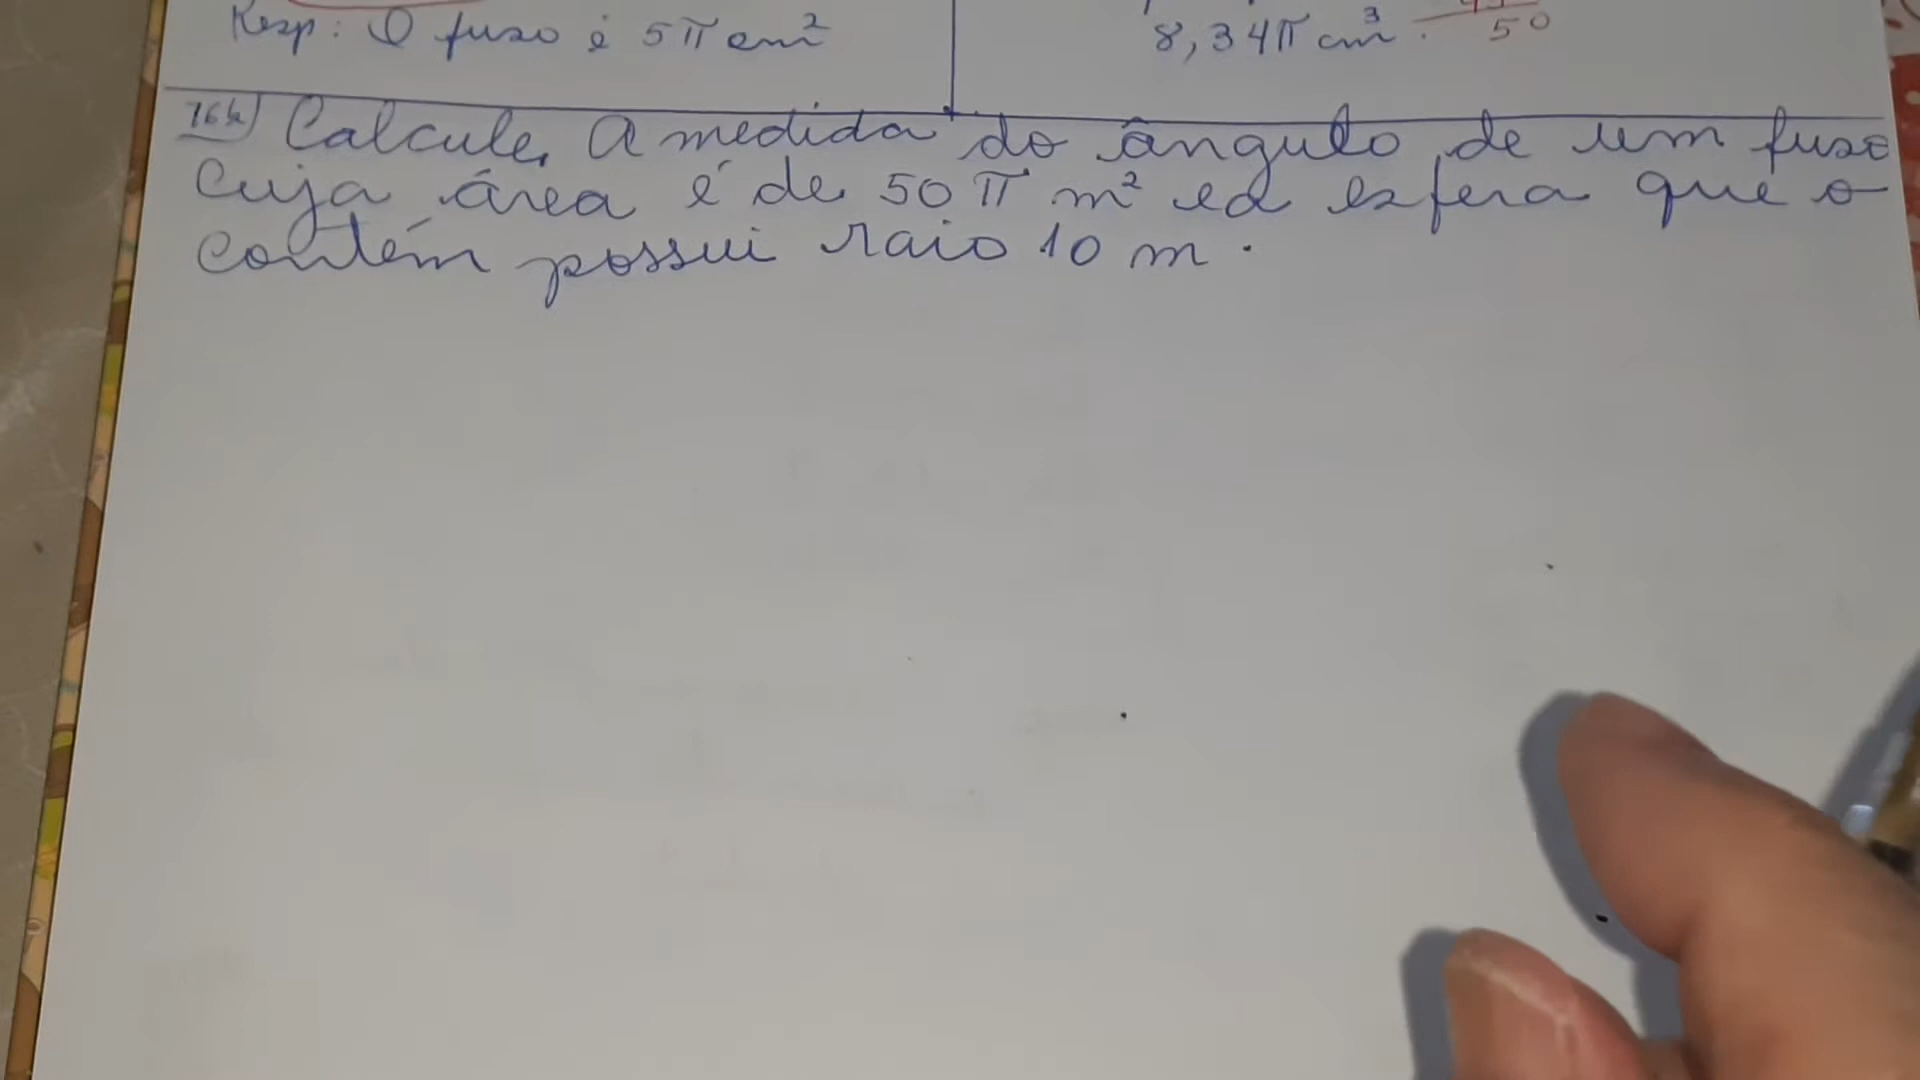 Resp: O fuso é 5π cm²
8,34π cm³. 50
Calcule a medida do ângulo de um fuso
cuja área é de 50π m² e a esfera que o
contém possui raio 10 m.